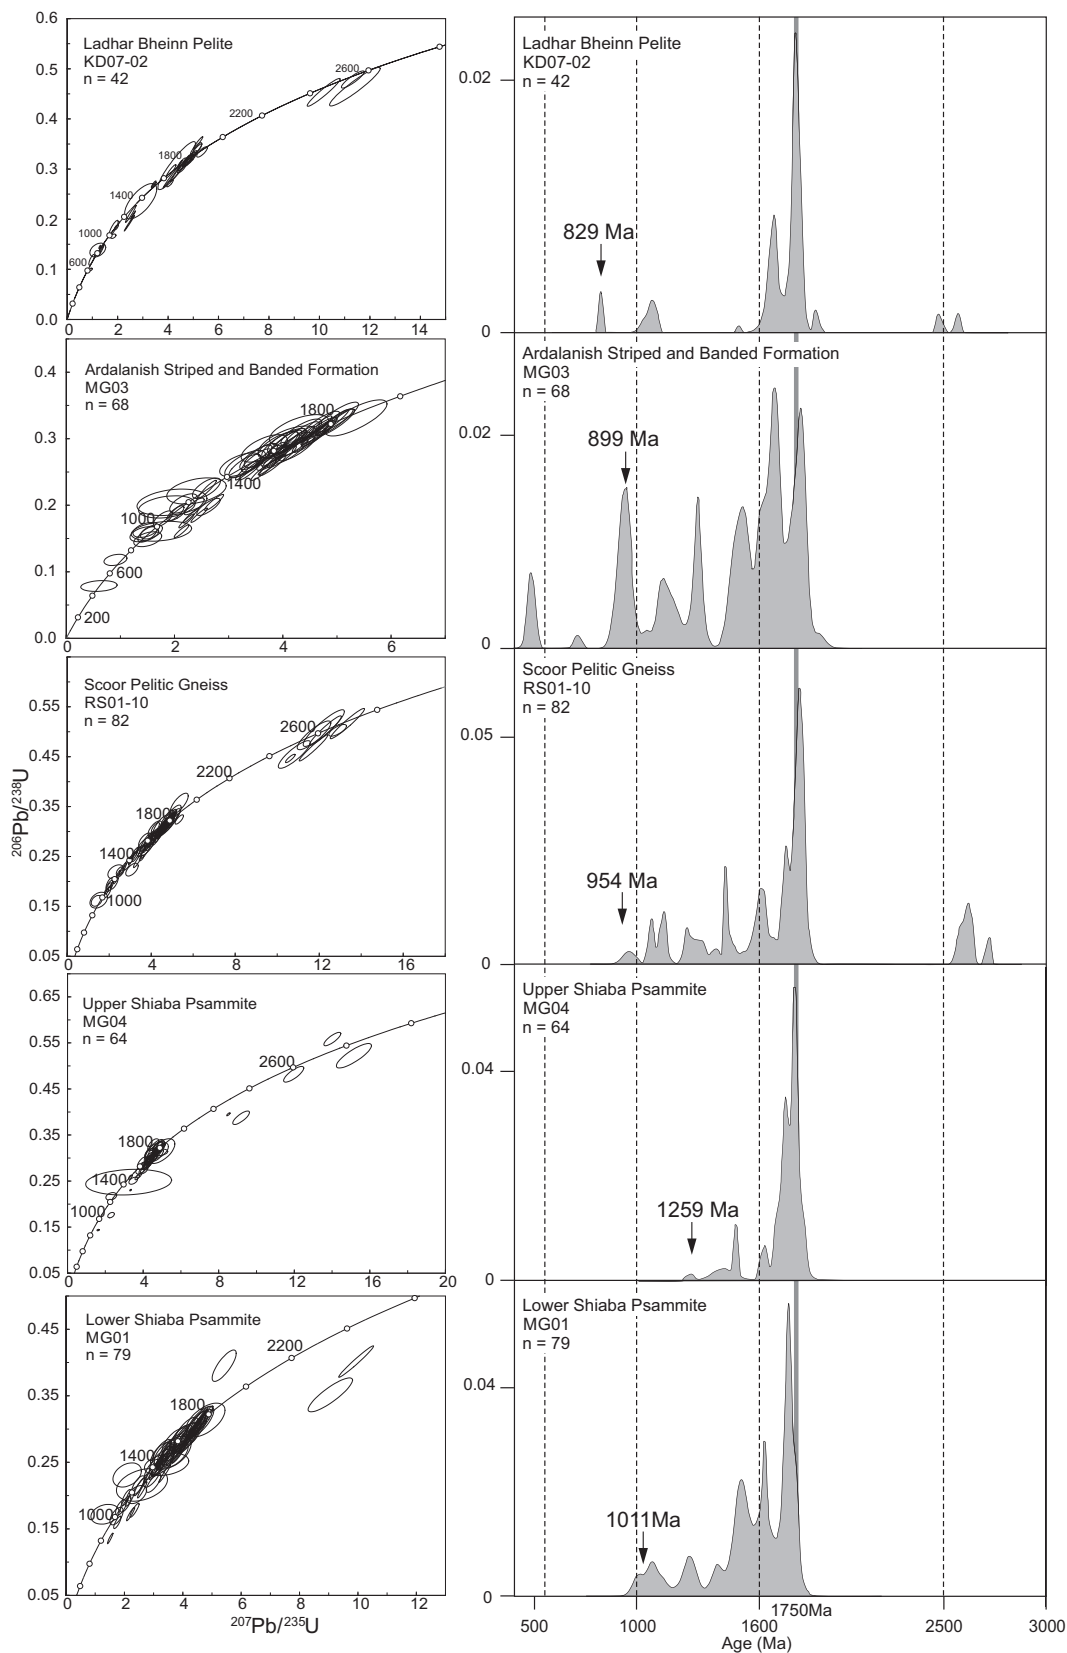 Ladhar Bheinn Pelite
KD07-02
n = 42
0.6
0.5
0.4
0.3
0.2
0.1
0.0
600
1000
1400
1800
2200
2600
0 2 4 6 8 10 12 14
Ladhar Bheinn Pelite
KD07-02
n = 42
0.02
0
829 Ma
Ardalanish Striped and Banded Formation
MG03
n = 68
0.4
0.3
0.2
0.1
0.0
200
600
1000
1400
1800
0 2 4 6
Ardalanish Striped and Banded Formation
MG03
n = 68
0.02
0
899 Ma
Scoor Pelitic Gneiss
RS01-10
n = 82
0.55
0.45
0.35
0.25
0.15
0.05
1000
1400
1800
2200
2600
0 4 8 12 16
206Pb/238U
Scoor Pelitic Gneiss
RS01-10
n = 82
0.05
0
954 Ma
Upper Shiaba Psammite
MG04
n = 64
0.65
0.55
0.45
0.35
0.25
0.15
0.05
1000
1400
1800
2600
0 4 8 12 16 20
Upper Shiaba Psammite
MG04
n = 64
0.04
0
1259 Ma
Lower Shiaba Psammite
MG01
n = 79
0.45
0.35
0.25
0.15
0.05
1000
1400
1800
2200
0 2 4 6 8 10 12
207Pb/235U
Lower Shiaba Psammite
MG01
n = 79
0.04
0
1011Ma
1750Ma
500 1000 1600 2500 3000
Age (Ma)